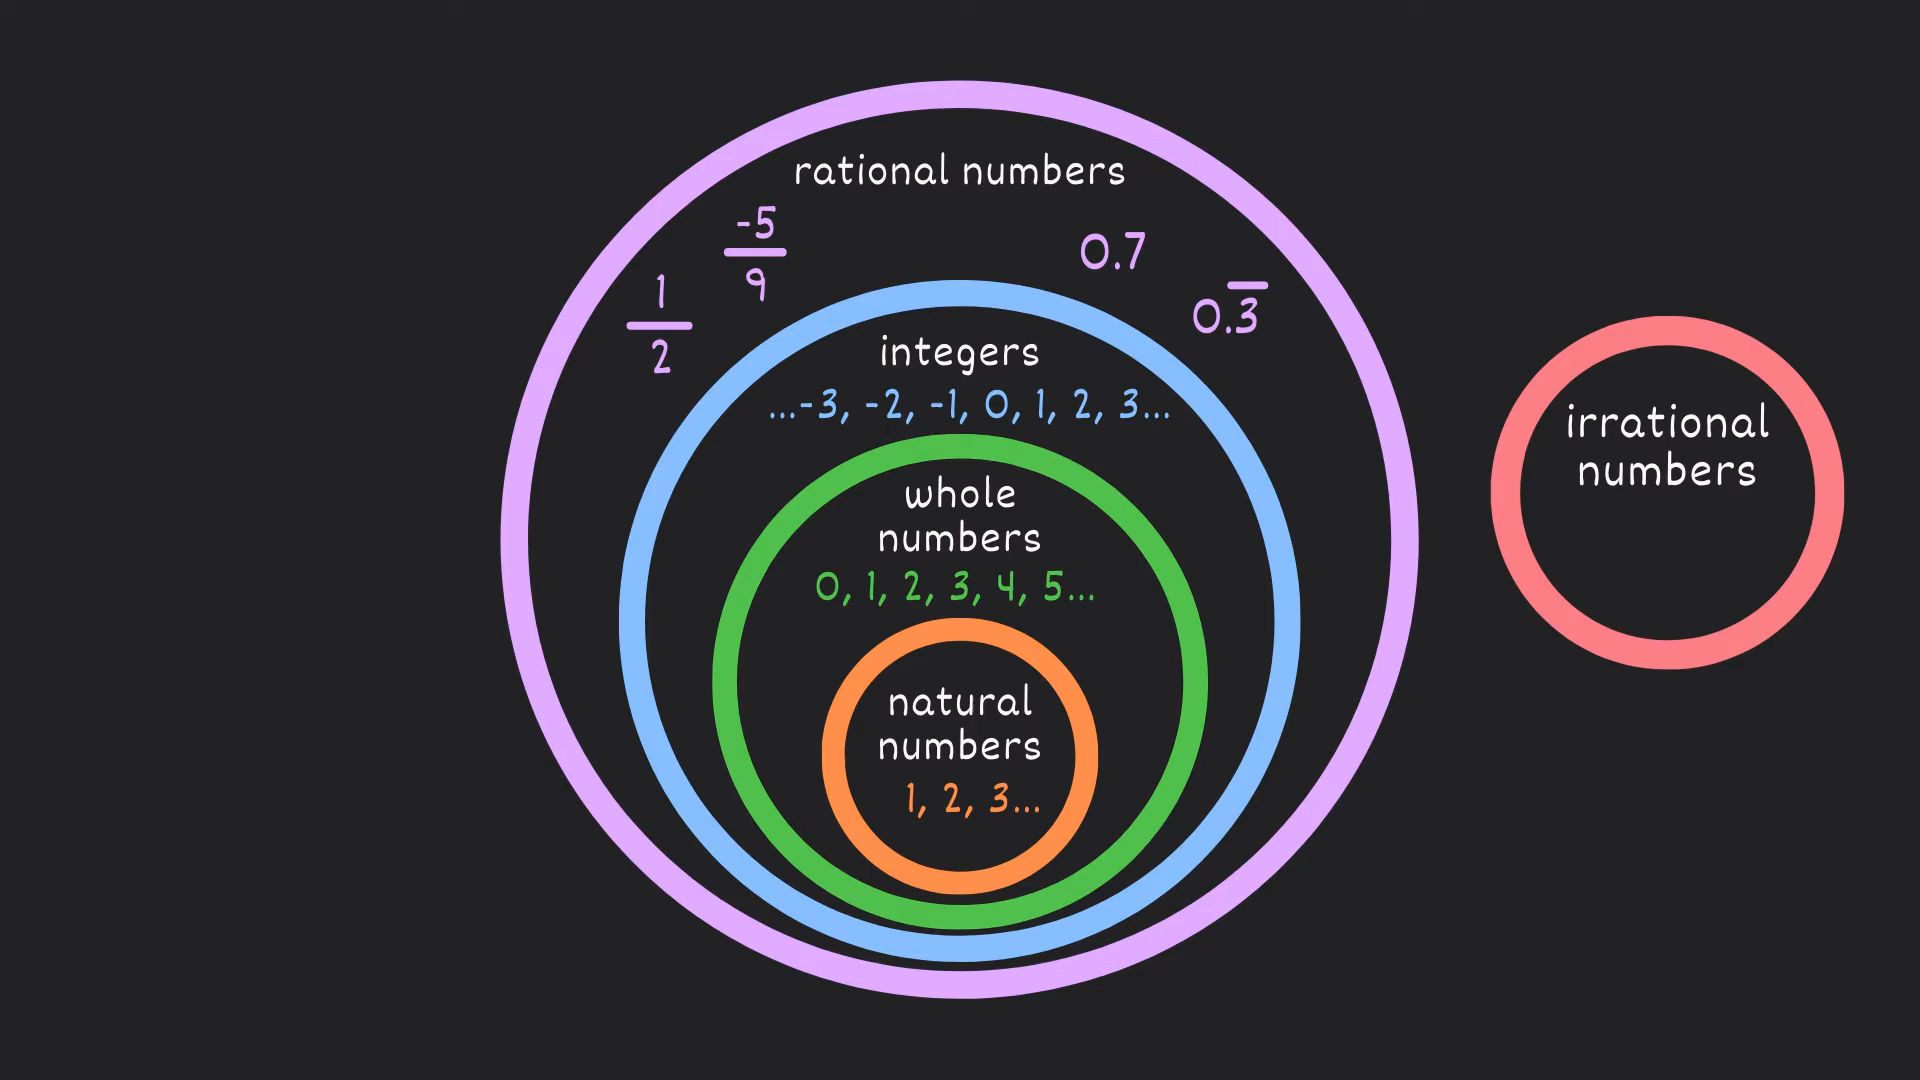 rational numbers
-5
9
1
2
0.7
0.3̅
integers
...-3, -2, -1, 0, 1, 2, 3...
whole
numbers
0, 1, 2, 3, 4, 5...
natural
numbers
1, 2, 3...
irrational
numbers